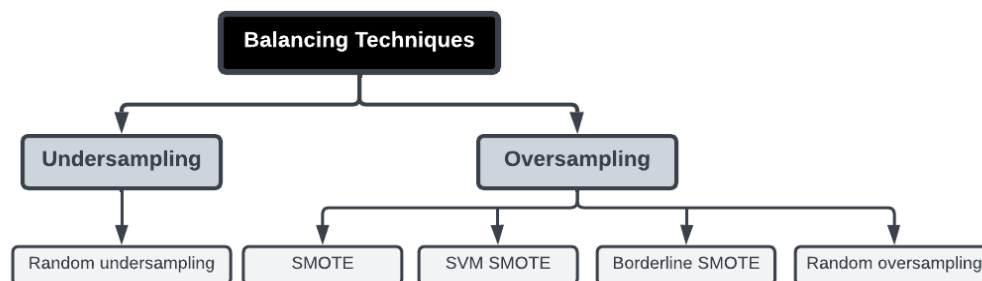 Balancing Techniques
Undersampling
Oversampling
Random undersampling
SMOTE
SVM SMOTE
Borderline SMOTE
Random oversampling